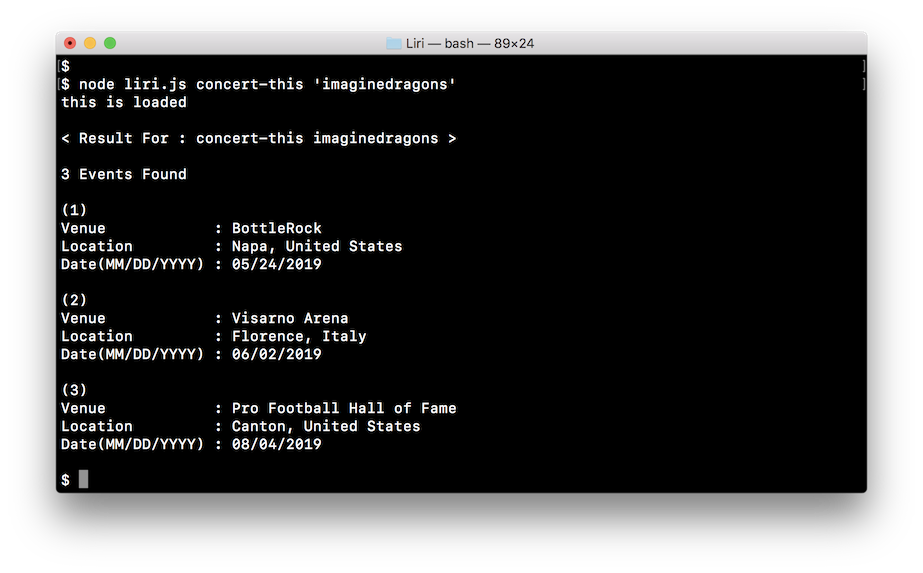 Liri — bash — 89×24
[$ ]
[$ node liri.js concert-this 'imaginedragons' ]
this is loaded
< Result For : concert-this imaginedragons >
3 Events Found
(1)
Venue : BottleRock
Location : Napa, United States
Date(MM/DD/YYYY) : 05/24/2019
(2)
Venue : Visarno Arena
Location : Florence, Italy
Date(MM/DD/YYYY) : 06/02/2019
(3)
Venue : Pro Football Hall of Fame
Location : Canton, United States
Date(MM/DD/YYYY) : 08/04/2019
$